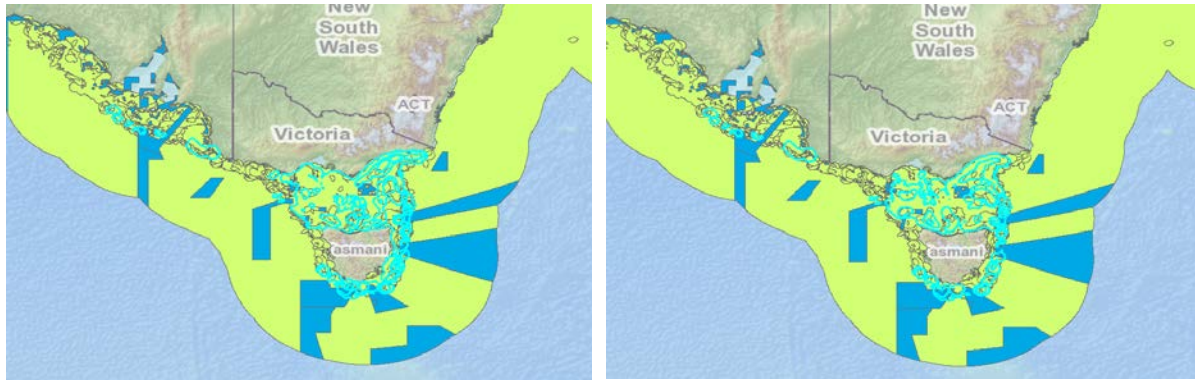 New
South
Wales
ACT
Victoria
asmani
New
South
Wales
ACT
Victoria
asmani